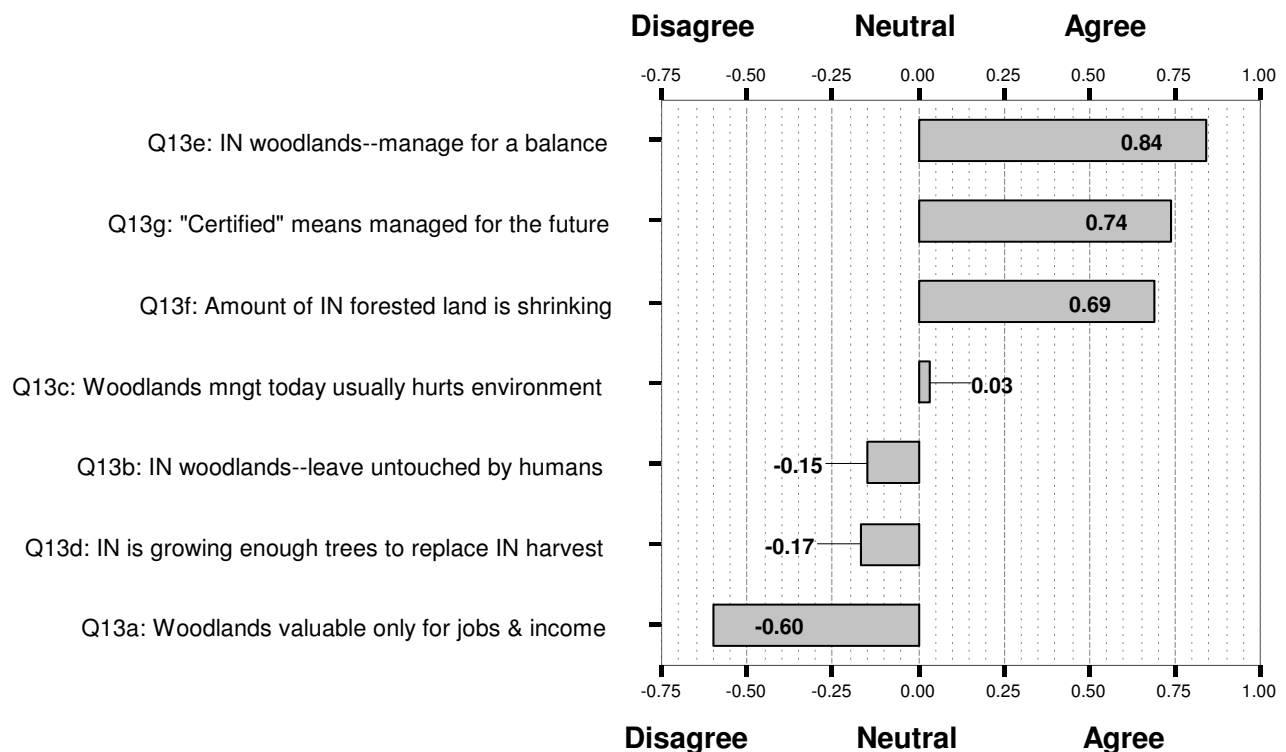 Disagree Neutral Agree
-0.75 -0.50 -0.25 0.00 0.25 0.50 0.75 1.00
Q13e: IN woodlands--manage for a balance 0.84
Q13g: "Certified" means managed for the future 0.74
Q13f: Amount of IN forested land is shrinking 0.69
Q13c: Woodlands mngt today usually hurts environment 0.03
Q13b: IN woodlands--leave untouched by humans -0.15
Q13d: IN is growing enough trees to replace IN harvest -0.17
Q13a: Woodlands valuable only for jobs & income -0.60
-0.75 -0.50 -0.25 0.00 0.25 0.50 0.75 1.00
Disagree Neutral Agree